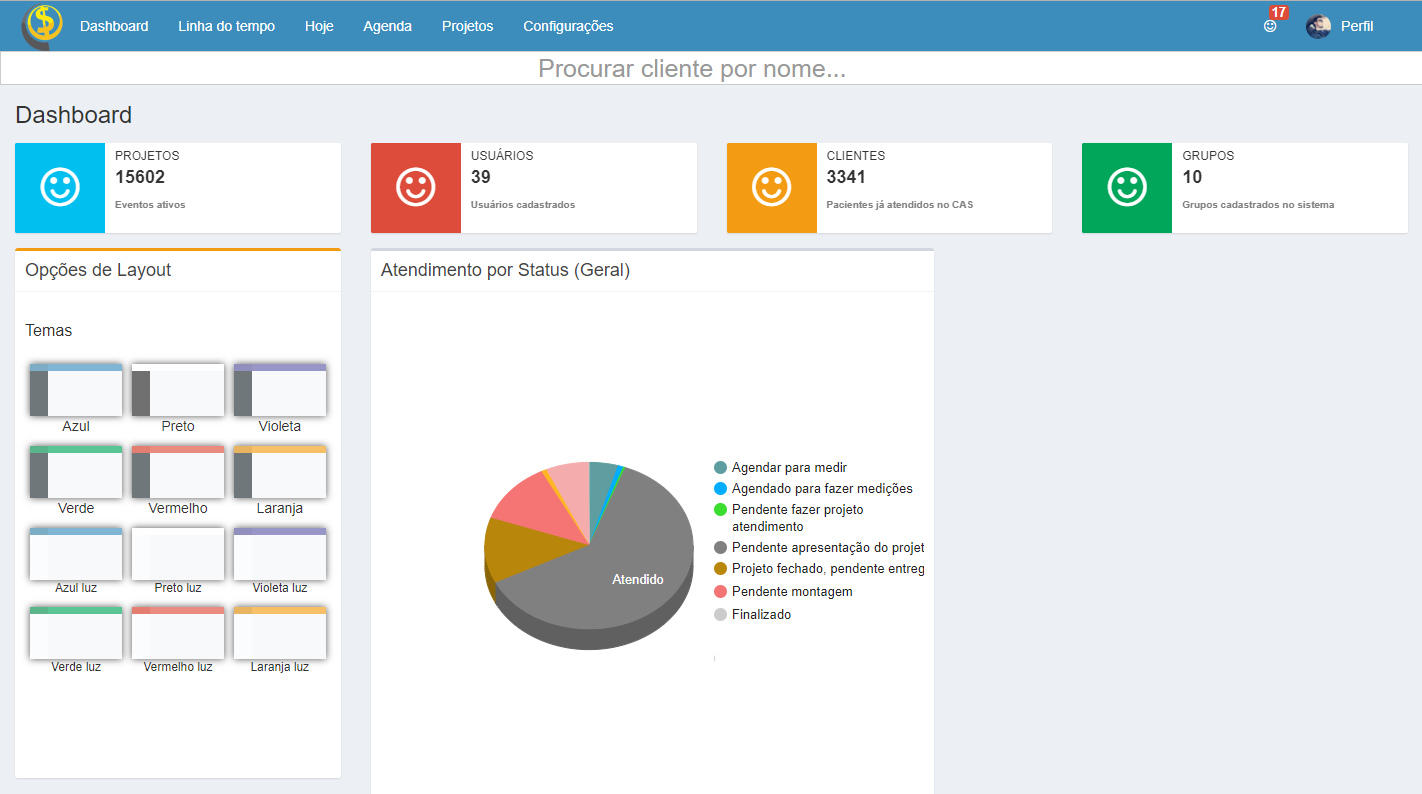 $ Dashboard Linha do tempo Hoje Agenda Projetos Configurações 17 Perfil
Procurar cliente por nome...
Dashboard
PROJETOS
15602
Eventos ativos
USUÁRIOS
39
Usuários cadastrados
CLIENTES
3341
Pacientes já atendidos no CAS
GRUPOS
10
Grupos cadastrados no sistema
Opções de Layout
Temas
Azul Preto Violeta
Verde Vermelho Laranja
Azul luz Preto luz Violeta luz
Verde luz Vermelho luz Laranja luz
Atendimento por Status (Geral)
Atendido
Agendar para medir
Agendado para fazer medições
Pendente fazer projeto
atendimento
Pendente apresentação do projet
Projeto fechado, pendente entreg
Pendente montagem
Finalizado